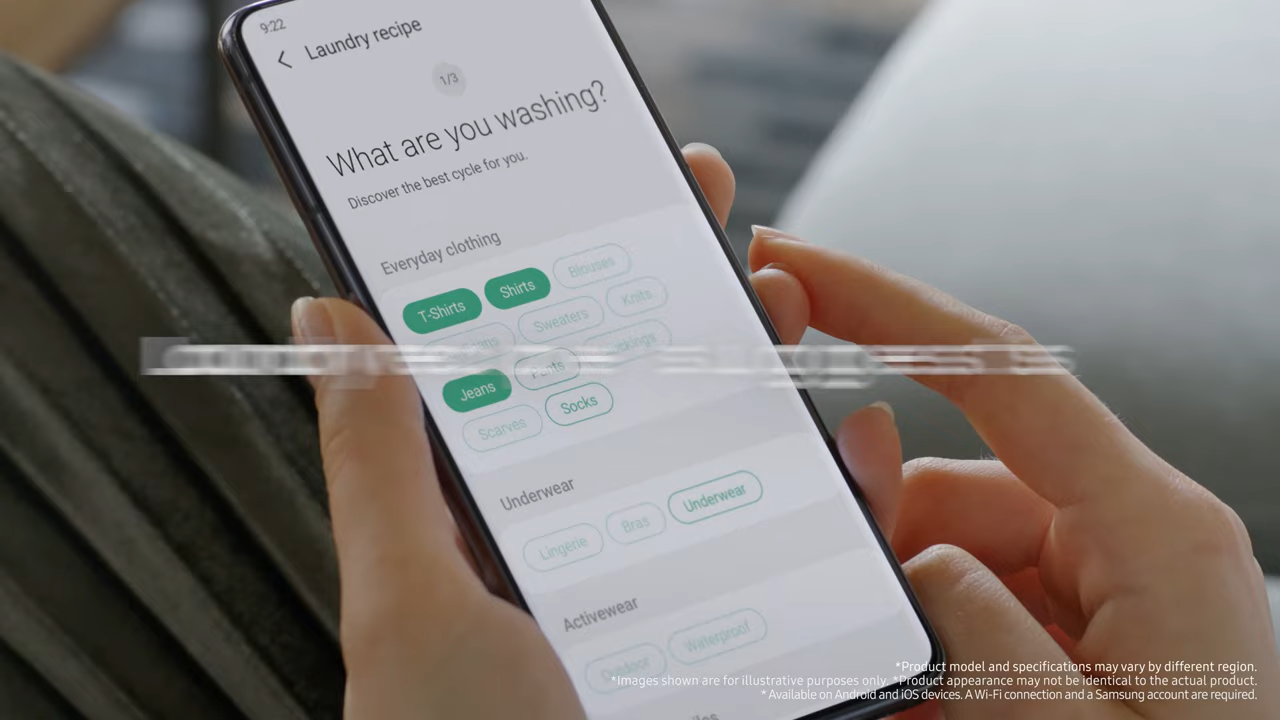 9:22
Laundry recipe
1/3
What are you washing?
Discover the best cycle for you.
Everyday clothing
T-Shirts Shirts Blouses
Sweaters Knits
Jeans Pants
Scarves Socks
Underwear
Lingerie Bras Underwear
Activewear
Outdoor Waterproof
*Product model and specifications may vary by different region.
*Images shown are for illustrative purposes only. *Product appearance may not be identical to the actual product.
* Available on Android and iOS devices. A Wi-Fi connection and a Samsung account are required.